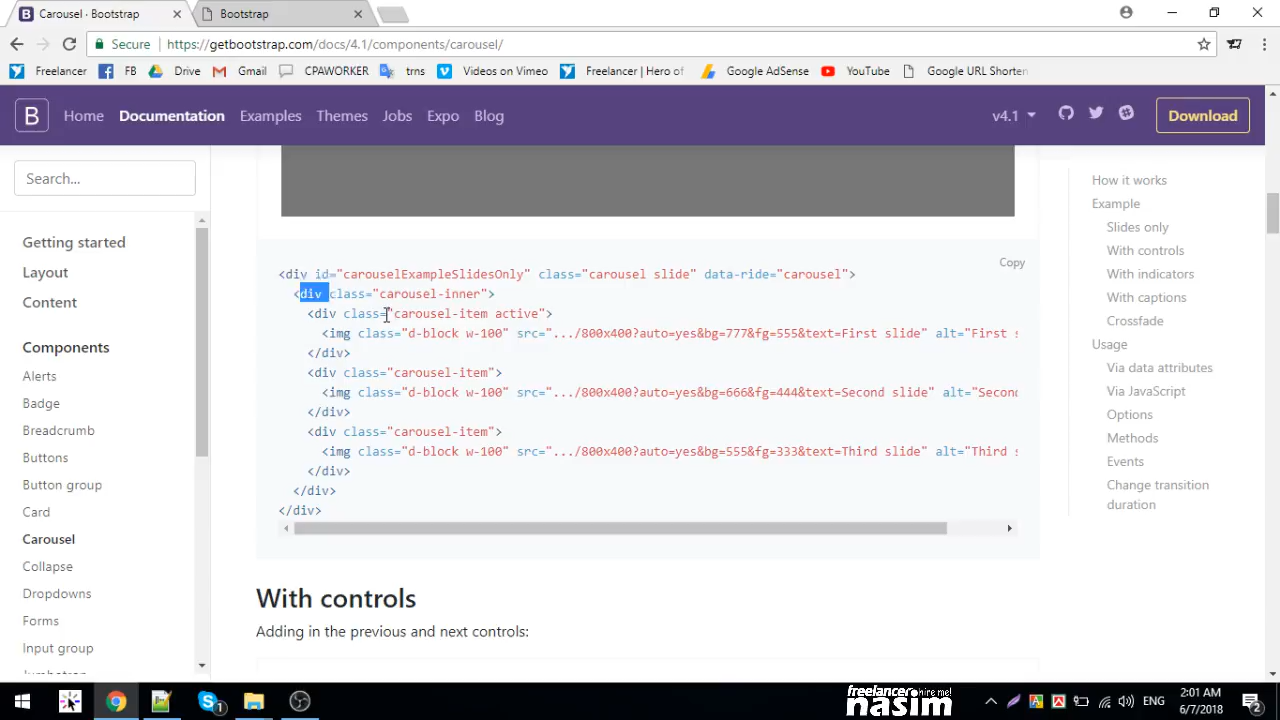 Carousel · Bootstrap
Bootstrap
Secure
https://getbootstrap.com/docs/4.1/components/carousel/
Freelancer
FB
Drive
Gmail
CPAWORKER
trns
Videos on Vimeo
Freelancer | Hero of
Google AdSense
YouTube
Google URL Shorten
B
Home
Documentation
Examples
Themes
Jobs
Expo
Blog
v4.1
Download
Search...
Getting started
Layout
Content
Components
Alerts
Badge
Breadcrumb
Buttons
Button group
Card
Carousel
Collapse
Dropdowns
Forms
Input group
Jumbotron
Copy
<div id="carouselExampleSlidesOnly" class="carousel slide" data-ride="carousel">
<div class="carousel-inner">
<div class="carousel-item active">
<img class="d-block w-100" src=".../800x400?auto=yes&bg=777&fg=555&text=First slide" alt="First s
</div>
<div class="carousel-item">
<img class="d-block w-100" src=".../800x400?auto=yes&bg=666&fg=444&text=Second slide" alt="Second
</div>
<div class="carousel-item">
<img class="d-block w-100" src=".../800x400?auto=yes&bg=555&fg=333&text=Third slide" alt="Third s
</div>
</div>
</div>
With controls
Adding in the previous and next controls:
How it works
Example
Slides only
With controls
With indicators
With captions
Crossfade
Usage
Via data attributes
Via JavaScript
Options
Methods
Events
Change transition
duration
freelancer(hire me!)
nasim
ENG
2:01 AM
6/7/2018
1
2